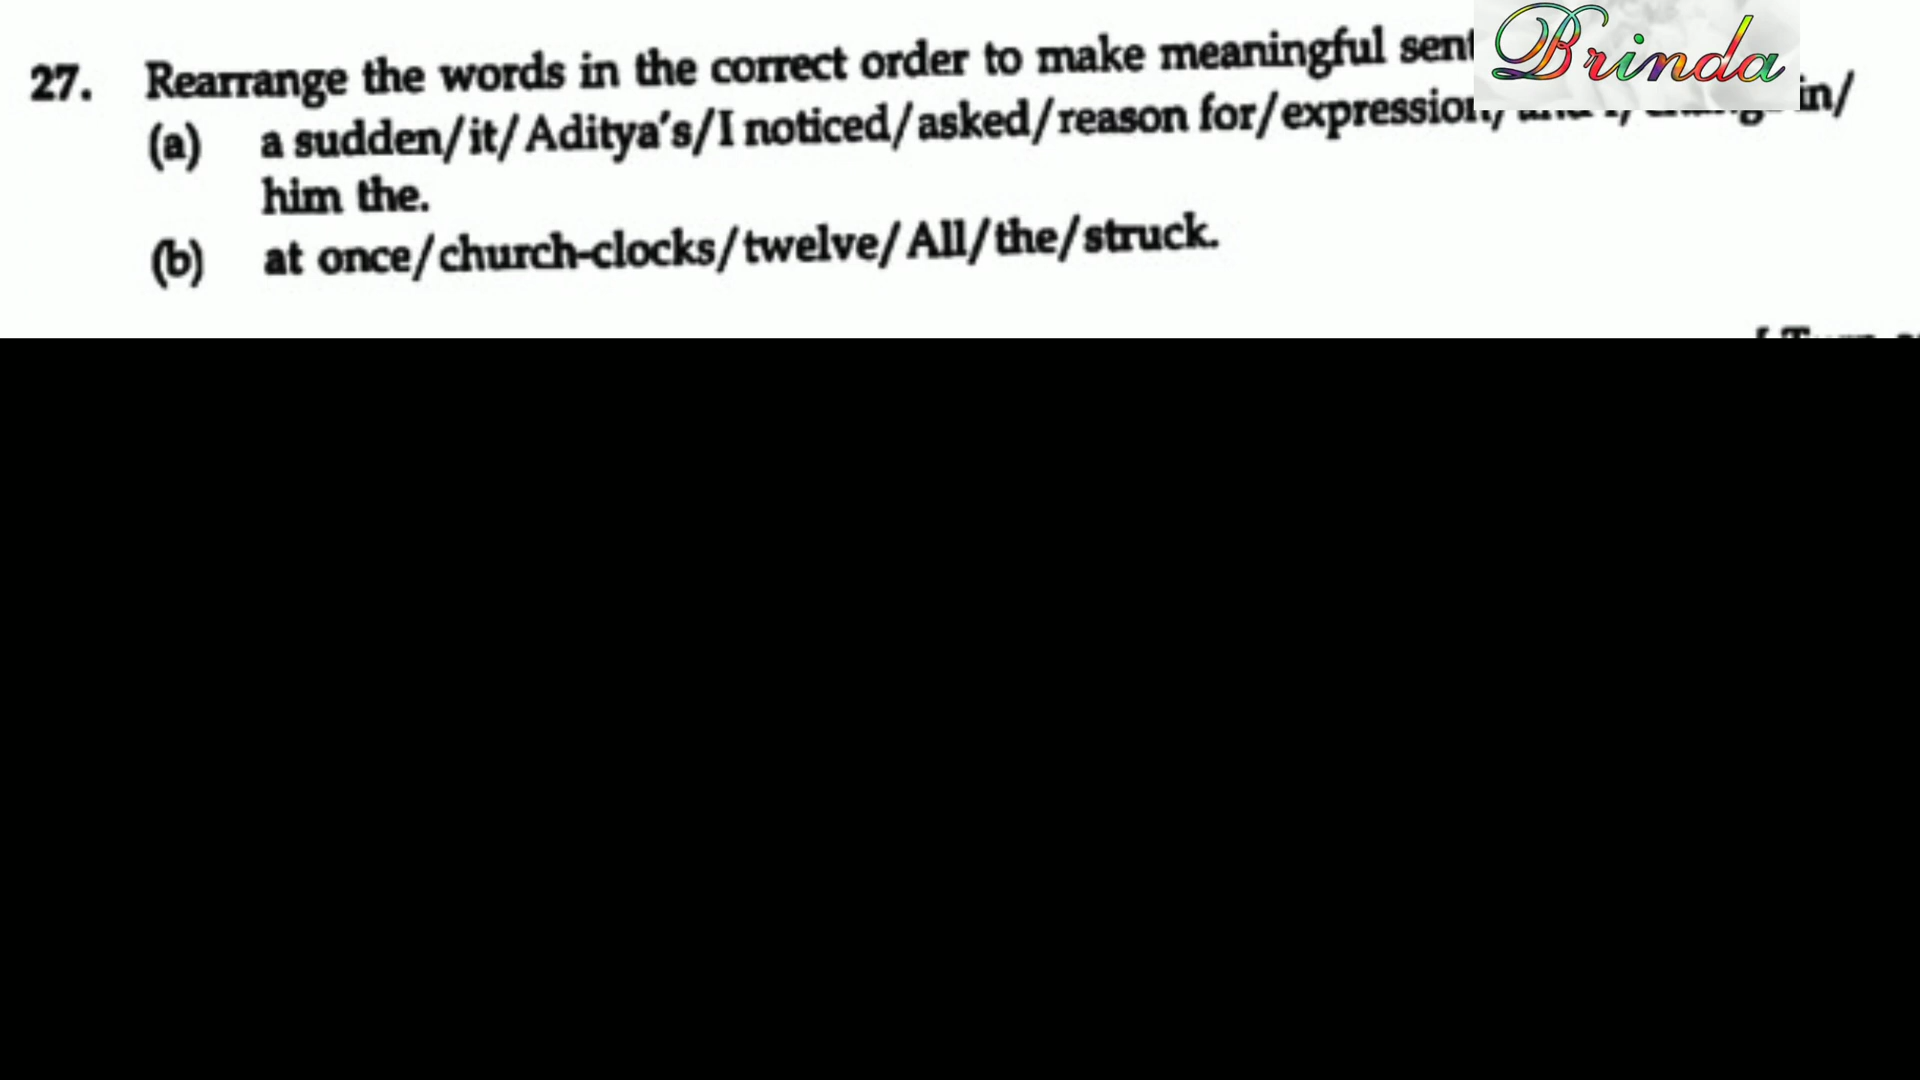 27. Rearrange the words in the correct order to make meaningful
Brinda
(a) a sudden/it/Aditya's/I noticed/asked/reason for/expression/ in/
him the.
(b) at once/church-clocks/twelve/All/the/struck.